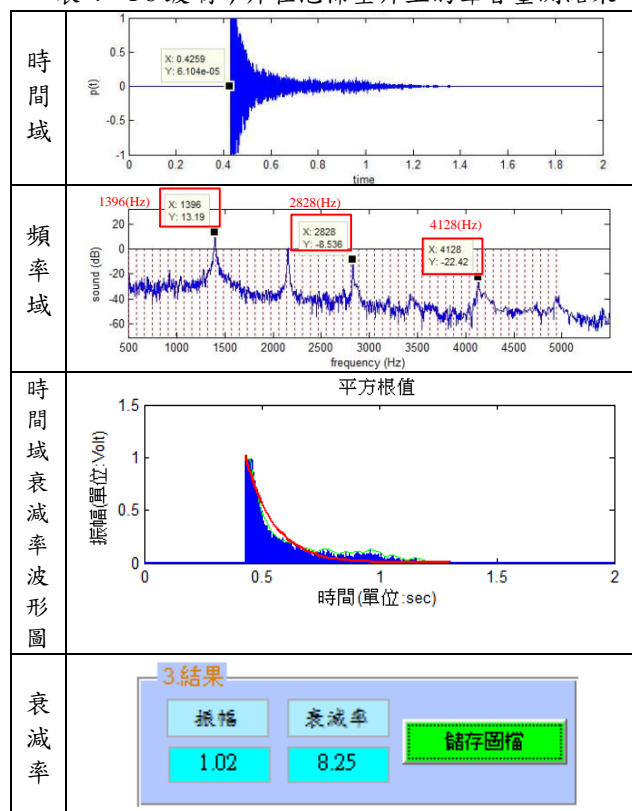 時間域
1
0.5
0
-0.5
-1
p(t)
X: 0.4259
Y: 6.104e-05
0 0.2 0.4 0.6 0.8 1 1.2 1.4 1.6 1.8 2
time
頻率域
1396(Hz)
X: 1396
Y: 13.19
2828(Hz)
X: 2828
Y: -8.536
4128(Hz)
X: 4128
Y: -22.42
20
0
-20
-40
-60
sound (dB)
500 1000 1500 2000 2500 3000 3500 4000 4500 5000
frequency (Hz)
時間域衰減率波形圖
平方根值
1.5
1
0.5
0
振幅(單位:Volt)
0 0.5 1 1.5 2
時間(單位:sec)
衰減率
3.結果
振幅 衰減率
1.02 8.25
儲存圖檔